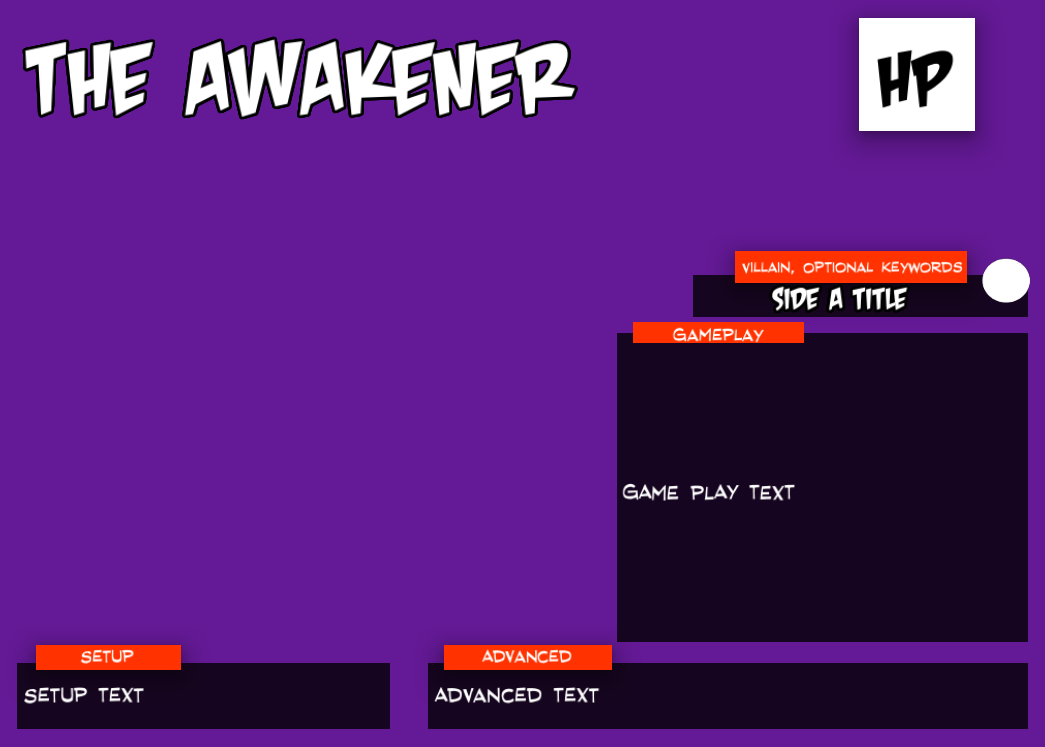 THE AWAKENER
HP
VILLAIN, OPTIONAL KEYWORDS
SIDE A TITLE
GAMEPLAY
GAME PLAY TEXT
SETUP
SETUP TEXT
ADVANCED
ADVANCED TEXT